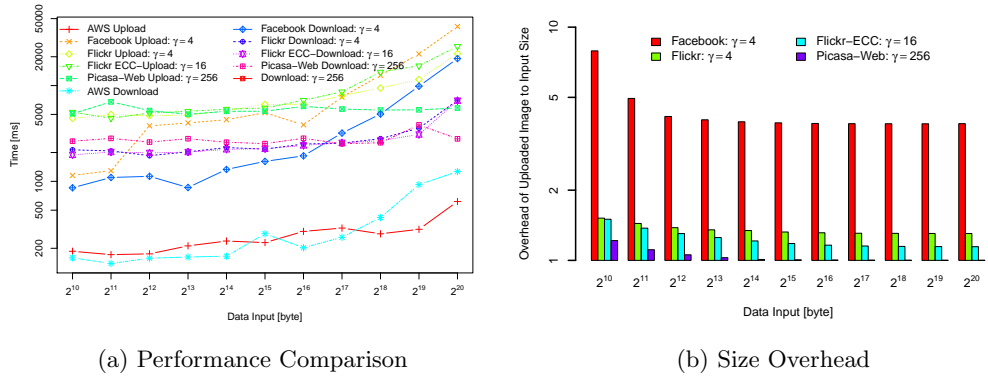 Time [ms]
50000
20000
5000
1000
500
200
AWS Upload
Facebook Upload: γ = 4
Flickr Upload: γ = 4
Flickr ECC−Upload: γ = 16
Picasa−Web Upload: γ = 256
AWS Download
Facebook Download: γ = 4
Flickr Download: γ = 4
Flickr ECC−Download: γ = 16
Picasa−Web Download: γ = 256
Download: γ = 256
2^10 2^11 2^12 2^13 2^14 2^15 2^16 2^17 2^18 2^19 2^20
Data Input [byte]
(a) Performance Comparison
Overhead of Uploaded Image to Input Size
10
5
2
1
Facebook: γ = 4
Flickr: γ = 4
Flickr−ECC: γ = 16
Picasa−Web: γ = 256
2^10 2^11 2^12 2^13 2^14 2^15 2^16 2^17 2^18 2^19 2^20
Data Input [byte]
(b) Size Overhead